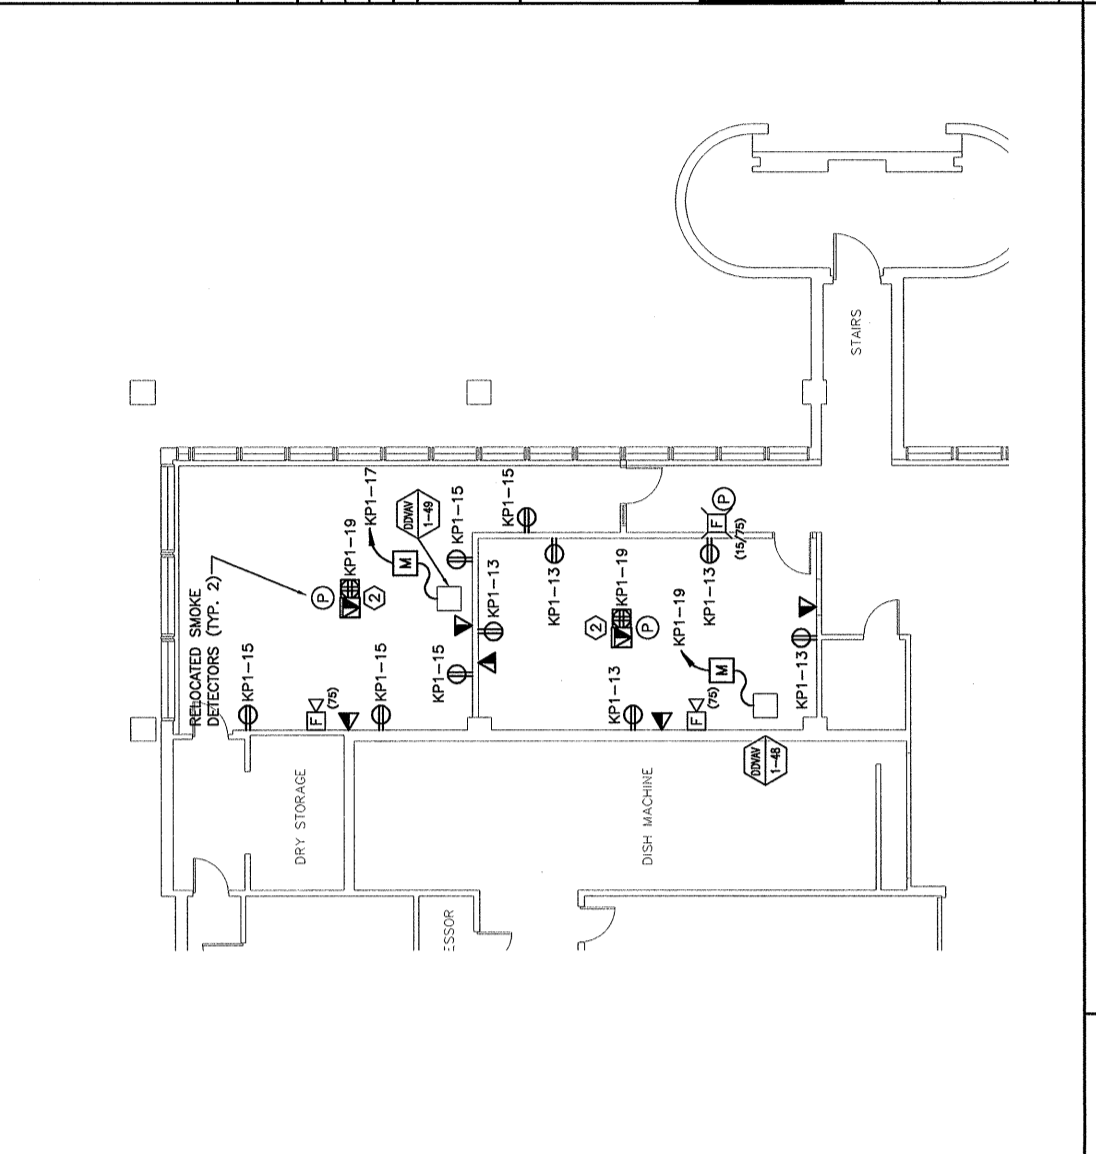 RELOCATED SMOKE
DETECTORS (TYP. 2)
P
KP1-19
2
KP1-17
M
DDVAV
1-49
KP1-15
KP1-15
KP1-15
F
(75)
KP1-15
KP1-15
KP1-13
KP1-13
2
KP1-19
P
KP1-19
M
KP1-13
F
(75)
KP1-13
F
P
(15/75)
KP1-13
DDVAV
1-48
STAIRS
DRY STORAGE
DISH MACHINE
ESSOR